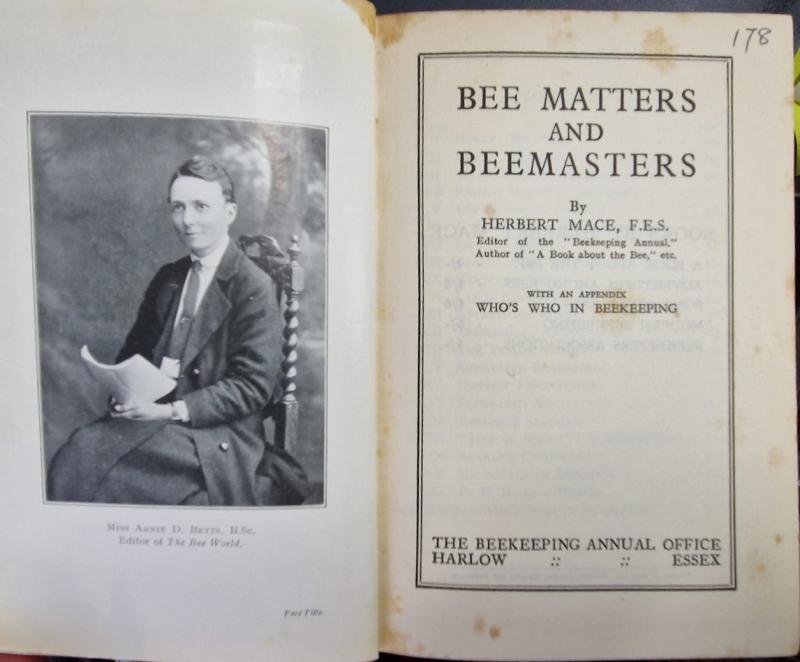 Miss Annie D. Betts, B.Sc.
Editor of The Bee World.
Face Title.
178
BEE MATTERS
AND
BEEMASTERS
By
HERBERT MACE, F.E.S.
Editor of the "Beekeeping Annual,"
Author of "A Book about the Bee," etc.
WITH AN APPENDIX
WHO'S WHO IN BEEKEEPING
THE BEEKEEPING ANNUAL OFFICE
HARLOW :: :: ESSEX